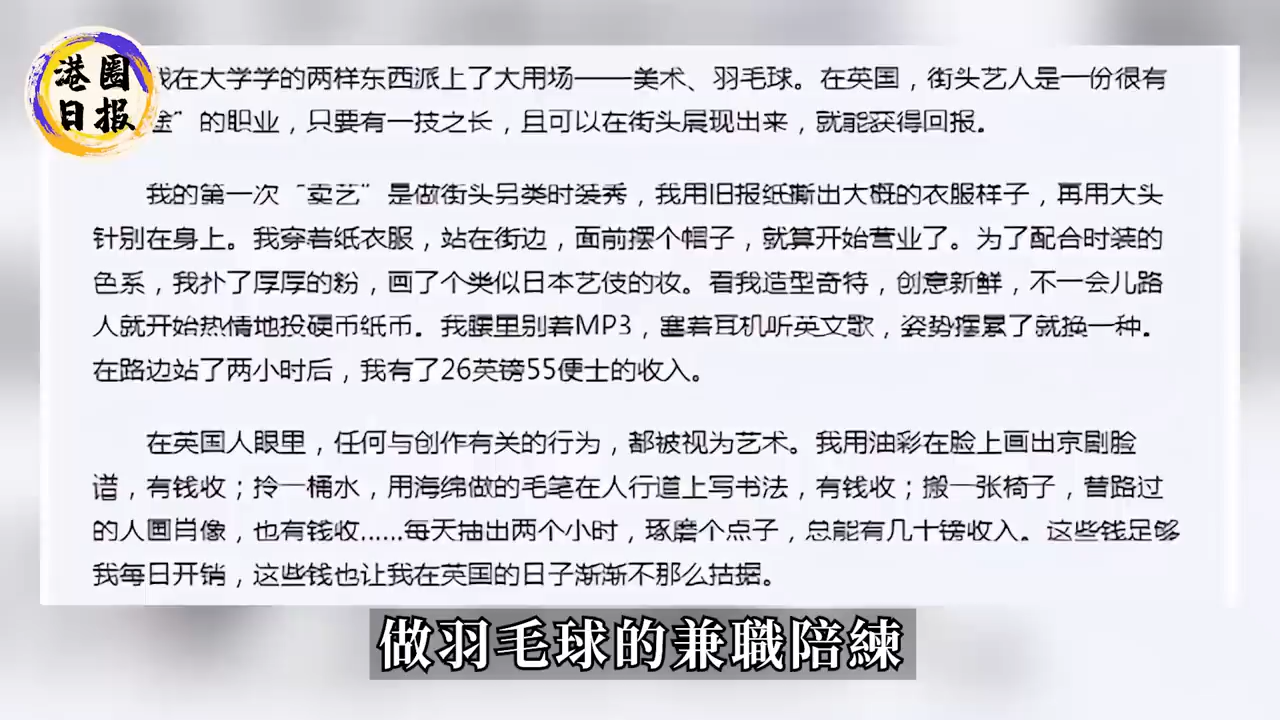 港圈
日报
我在大学学的两样东西派上了大用场——美术、羽毛球。在英国，街头艺人是一份很有
途”的职业，只要有一技之长，且可以在街头展现出来，就能获得回报。
我的第一次“卖艺”是做街头另类时装秀，我用旧报纸撕出大概的衣服样子，再用大头
针别在身上。我穿着纸衣服，站在街边，面前摆个帽子，就算开始营业了。为了配合时装的
色系，我扑了厚厚的粉，画了个类似日本艺伎的妆。看我造型奇特，创意新鲜，不一会儿路
人就开始热情地投硬币纸币。我腰里别着MP3，塞着耳机听英文歌，姿势摆累了就换一种。
在路边站了两小时后，我有了26英镑55便士的收入。
在英国人眼里，任何与创作有关的行为，都被视为艺术。我用油彩在脸上画出京剧脸
谱，有钱收；拎一桶水，用海绵做的毛笔在人行道上写书法，有钱收；搬一张椅子，替路过
的人画肖像，也有钱收……每天抽出两个小时，琢磨个点子，总能有几十镑收入。这些钱足够
我每日开销，这些钱也让我在英国的日子渐渐不那么拮据。
做羽毛球的兼職陪練